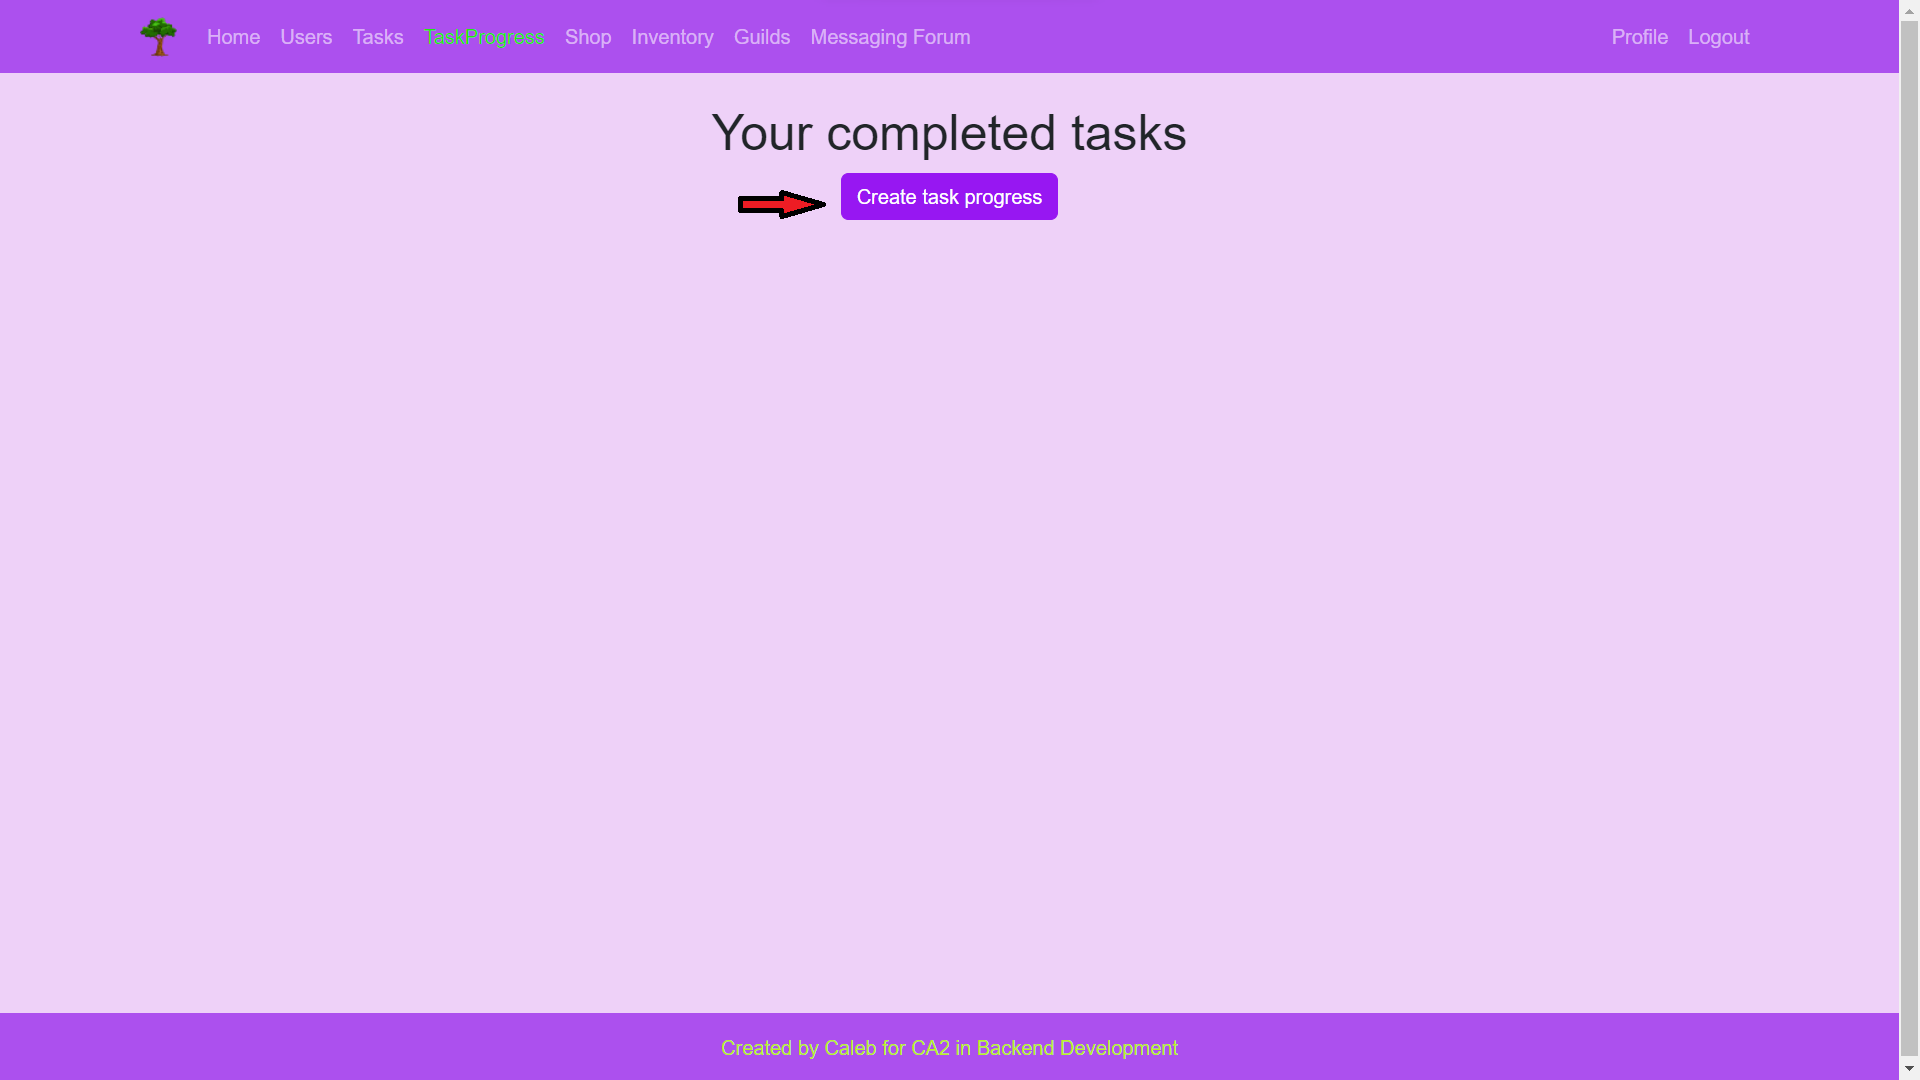 Home Users Tasks TaskProgress Shop Inventory Guilds Messaging Forum Profile Logout
Your completed tasks
Create task progress
Created by Caleb for CA2 in Backend Development